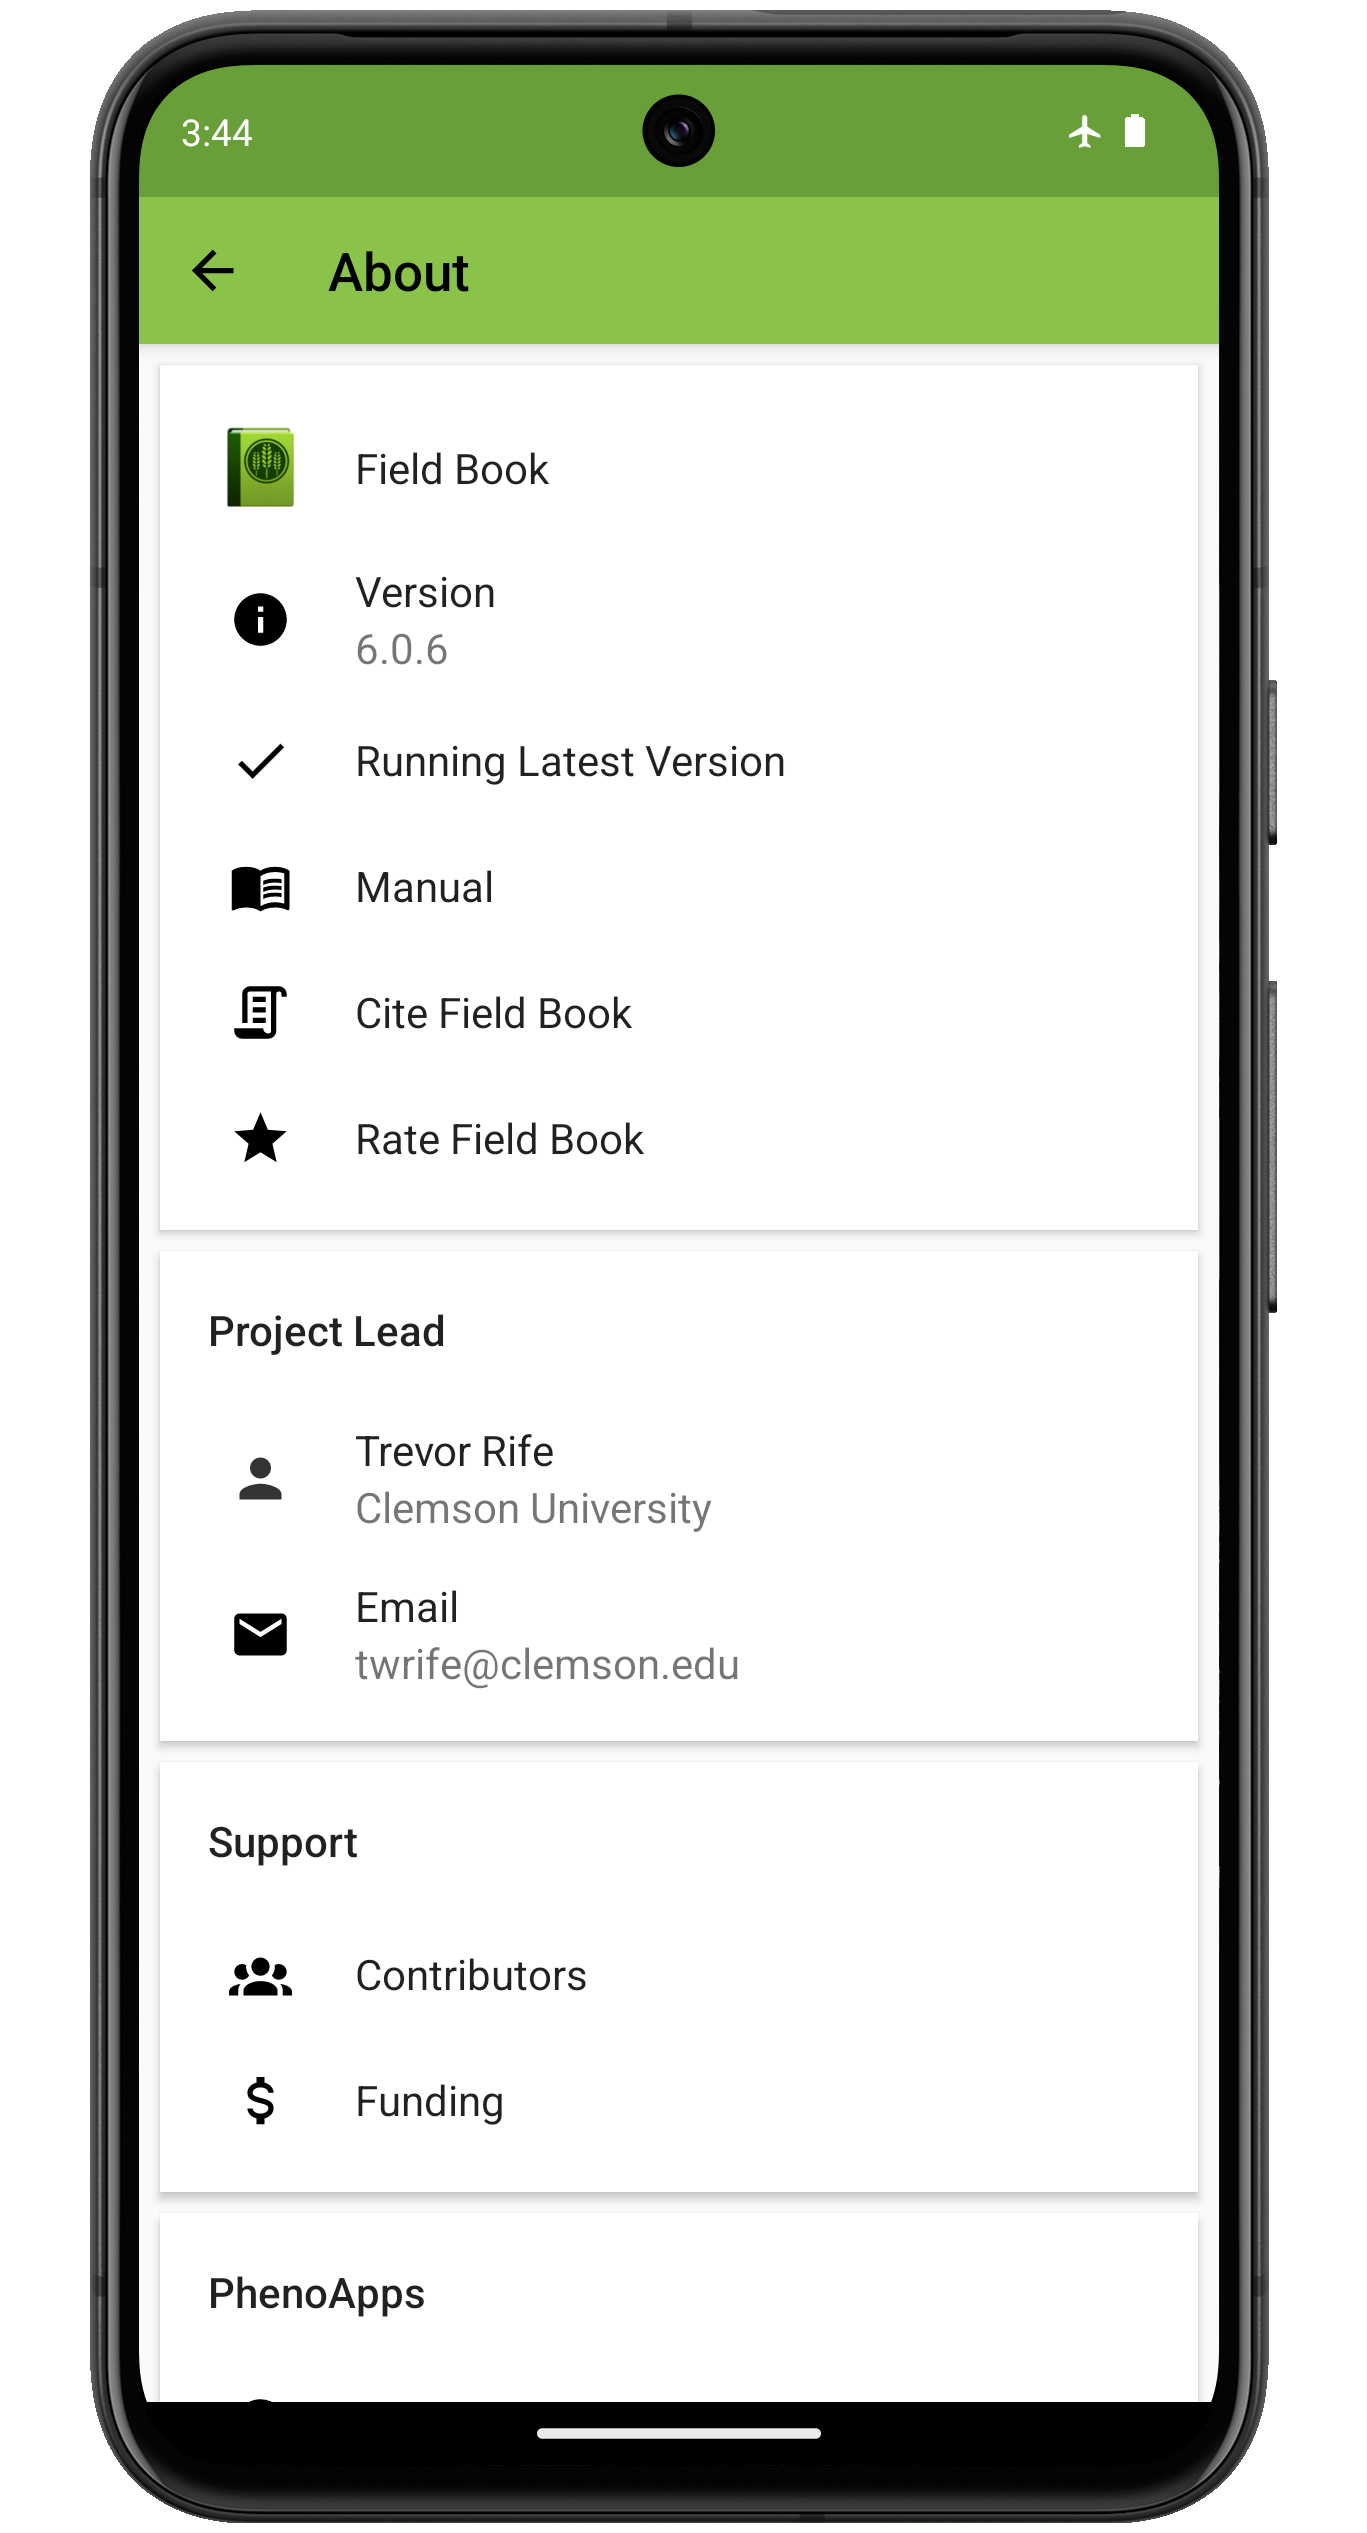 3:44
About
Field Book
Version
6.0.6
Running Latest Version
Manual
Cite Field Book
Rate Field Book
Project Lead
Trevor Rife
Clemson University
Email
twrife@clemson.edu
Support
Contributors
Funding
PhenoApps